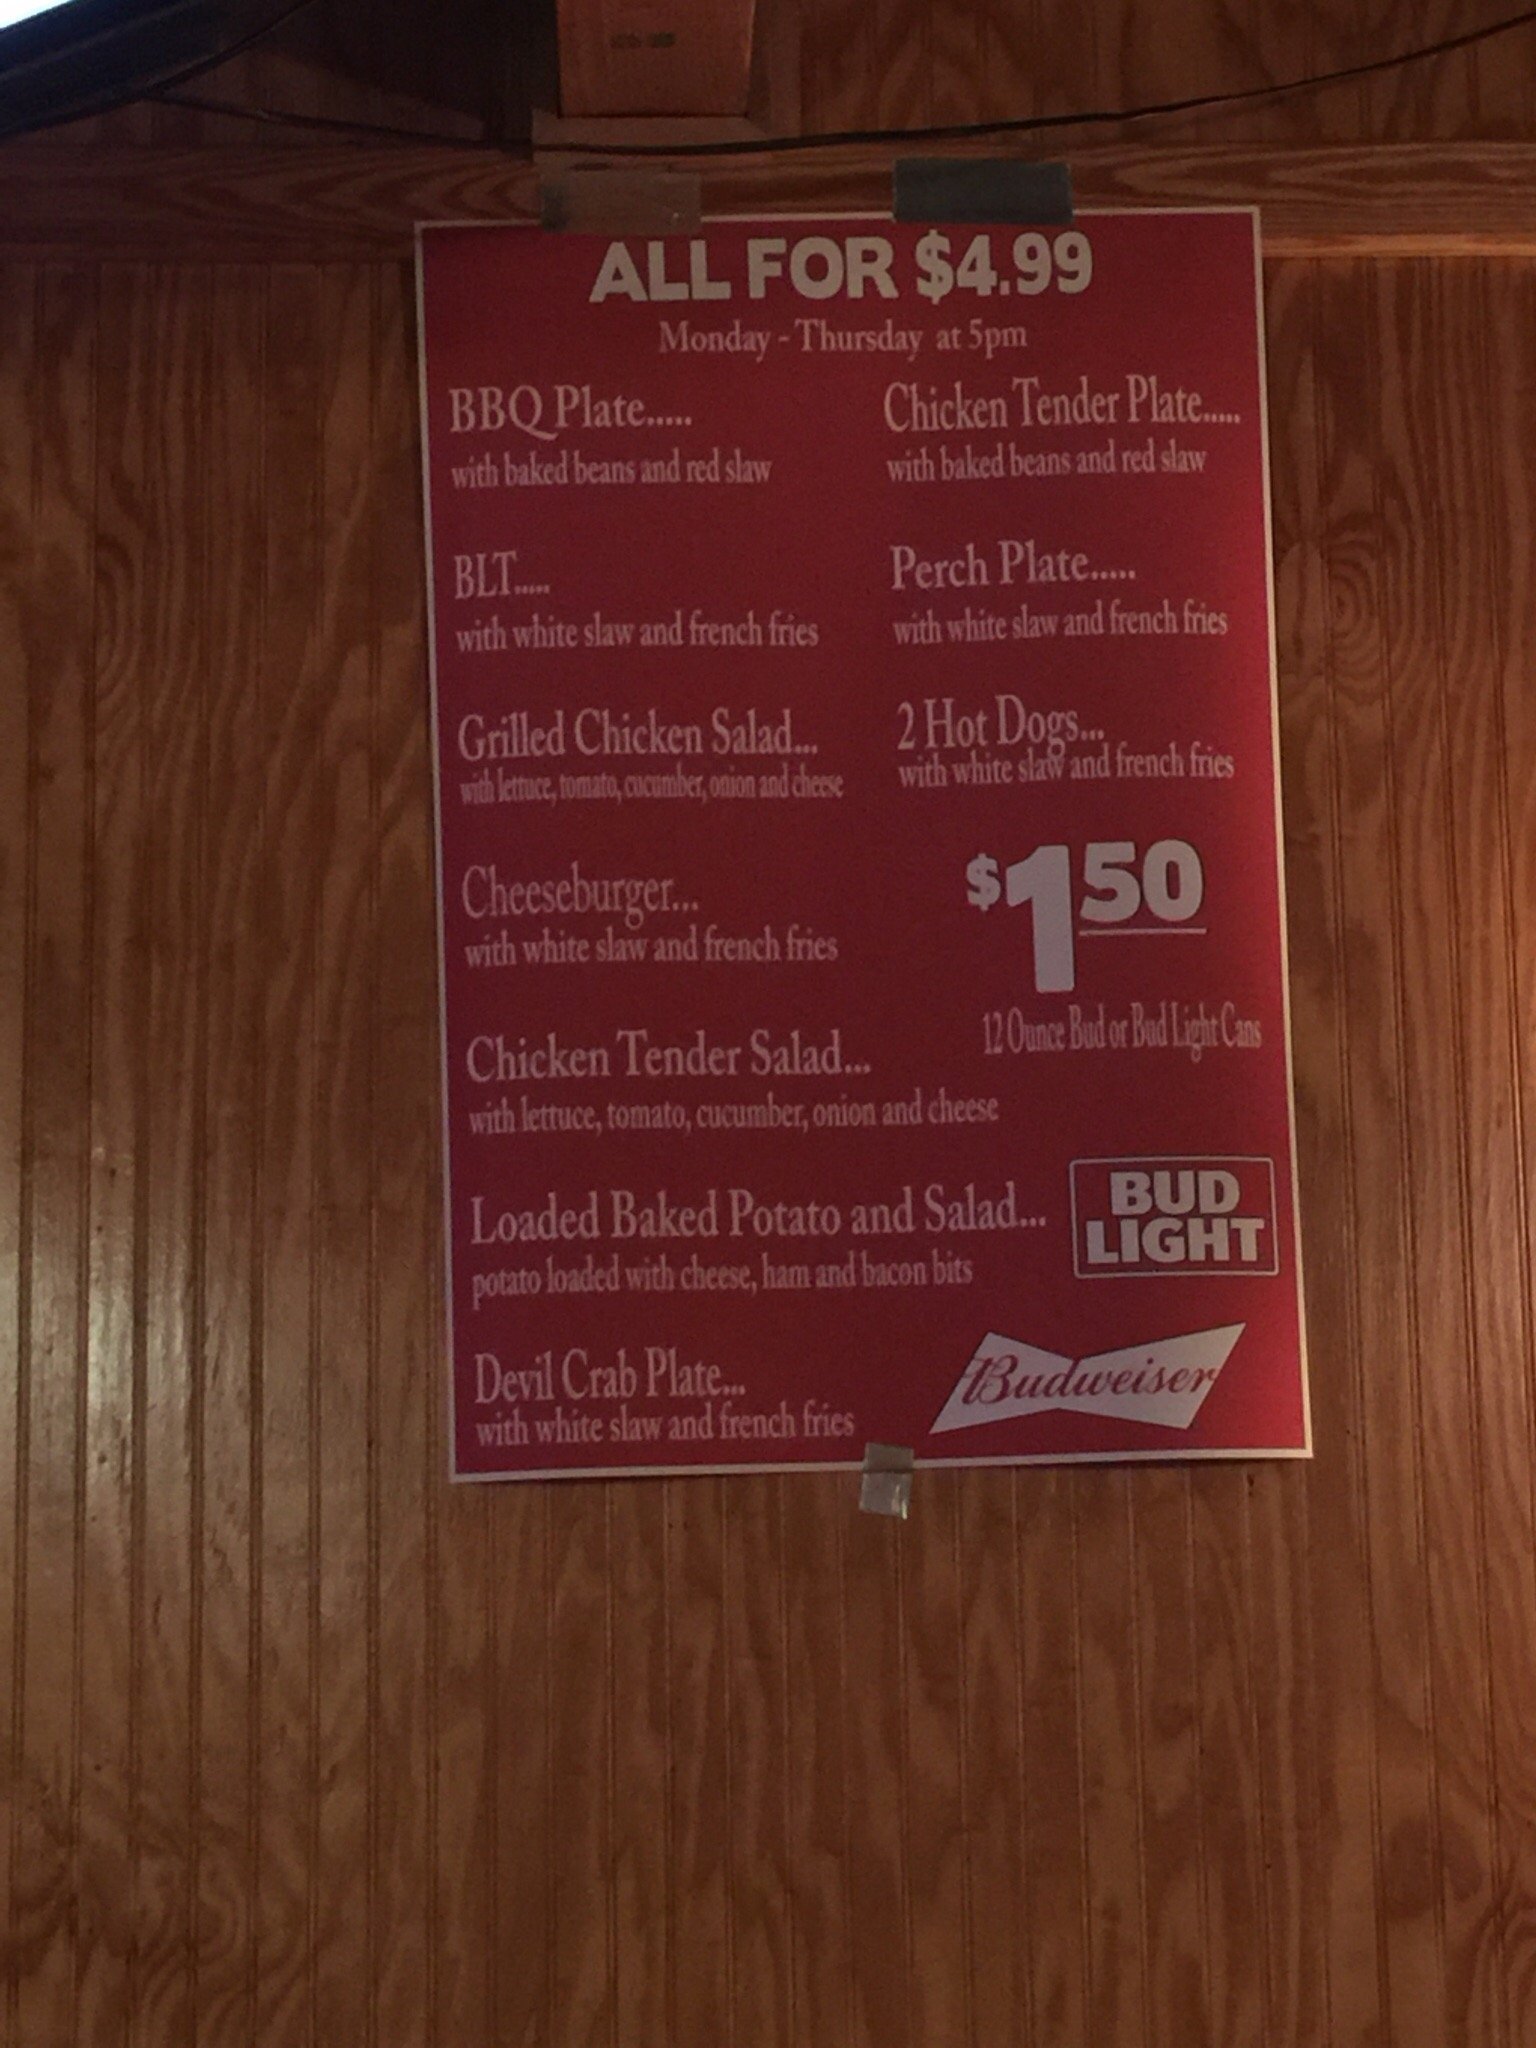 ALL FOR $4.99
Monday - Thursday at 5pm
BBQ Plate.....
with baked beans and red slaw
BLT.....
with white slaw and french fries
Grilled Chicken Salad...
with lettuce, tomato, cucumber, onion and cheese
Cheeseburger...
with white slaw and french fries
Chicken Tender Salad...
with lettuce, tomato, cucumber, onion and cheese
Loaded Baked Potato and Salad...
potato loaded with cheese, ham and bacon bits
Devil Crab Plate...
with white slaw and french fries
Chicken Tender Plate.....
with baked beans and red slaw
Perch Plate.....
with white slaw and french fries
2 Hot Dogs...
with white slaw and french fries
$1 50
12 Ounce Bud or Bud Light Cans
BUD
LIGHT
Budweiser